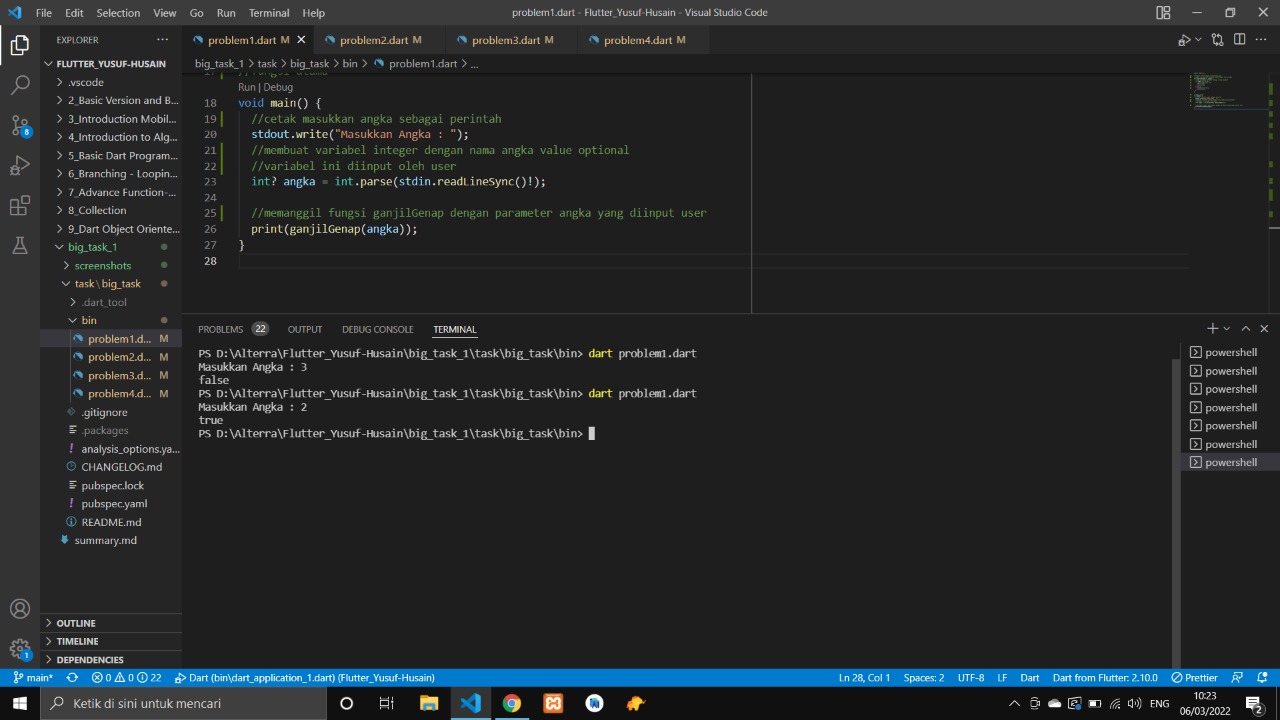 File Edit Selection View Go Run Terminal Help
problem1.dart - Flutter_Yusuf-Husain - Visual Studio Code
EXPLORER
FLUTTER_YUSUF-HUSAIN
.vscode
2_Basic Version and B...
3_Introduction Mobil...
4_Introduction to Alg...
5_Basic Dart Program...
6_Branching - Loopin...
7_Advance Function-...
8_Collection
9_Dart Object Oriente...
big_task_1
screenshots
task\big_task
.dart_tool
bin
problem1.d... M
problem2.d... M
problem3.d... M
problem4.d... M
.gitignore
.packages
analysis_options.ya...
CHANGELOG.md
pubspec.lock
pubspec.yaml
README.md
summary.md
OUTLINE
TIMELINE
DEPENDENCIES
8
1
problem1.dart M problem2.dart M problem3.dart M problem4.dart M
big_task_1 > task > big_task > bin > problem1.dart > ...
17 //fungsi utama
Run | Debug
18 void main() {
19 //cetak masukkan angka sebagai perintah
20 stdout.write("Masukkan Angka : ");
21 //membuat variabel integer dengan nama angka value optional
22 //variabel ini diinput oleh user
23 int? angka = int.parse(stdin.readLineSync()!);
24
25 //memanggil fungsi ganjilGenap dengan parameter angka yang diinput user
26 print(ganjilGenap(angka));
27 }
28
PROBLEMS 22 OUTPUT DEBUG CONSOLE TERMINAL
PS D:\Alterra\Flutter_Yusuf-Husain\big_task_1\task\big_task\bin> dart problem1.dart
Masukkan Angka : 3
false
PS D:\Alterra\Flutter_Yusuf-Husain\big_task_1\task\big_task\bin> dart problem1.dart
Masukkan Angka : 2
true
PS D:\Alterra\Flutter_Yusuf-Husain\big_task_1\task\big_task\bin>
powershell
powershell
powershell
powershell
powershell
powershell
powershell
main* 0 0 22 Dart (bin\dart_application_1.dart) (Flutter_Yusuf-Husain) Ln 28, Col 1 Spaces: 2 UTF-8 LF Dart Dart from Flutter: 2.10.0 Prettier
Ketik di sini untuk mencari
ENG
10:23
06/03/2022
2